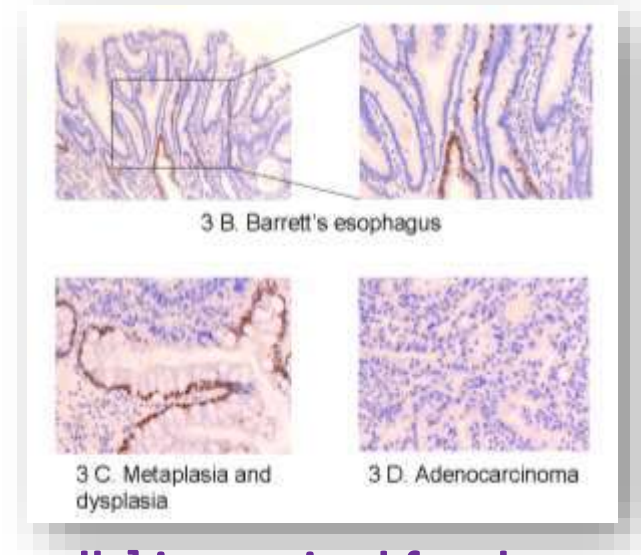 3 B. Barrett's esophagus
3 C. Metaplasia and
dysplasia
3 D. Adenocarcinoma